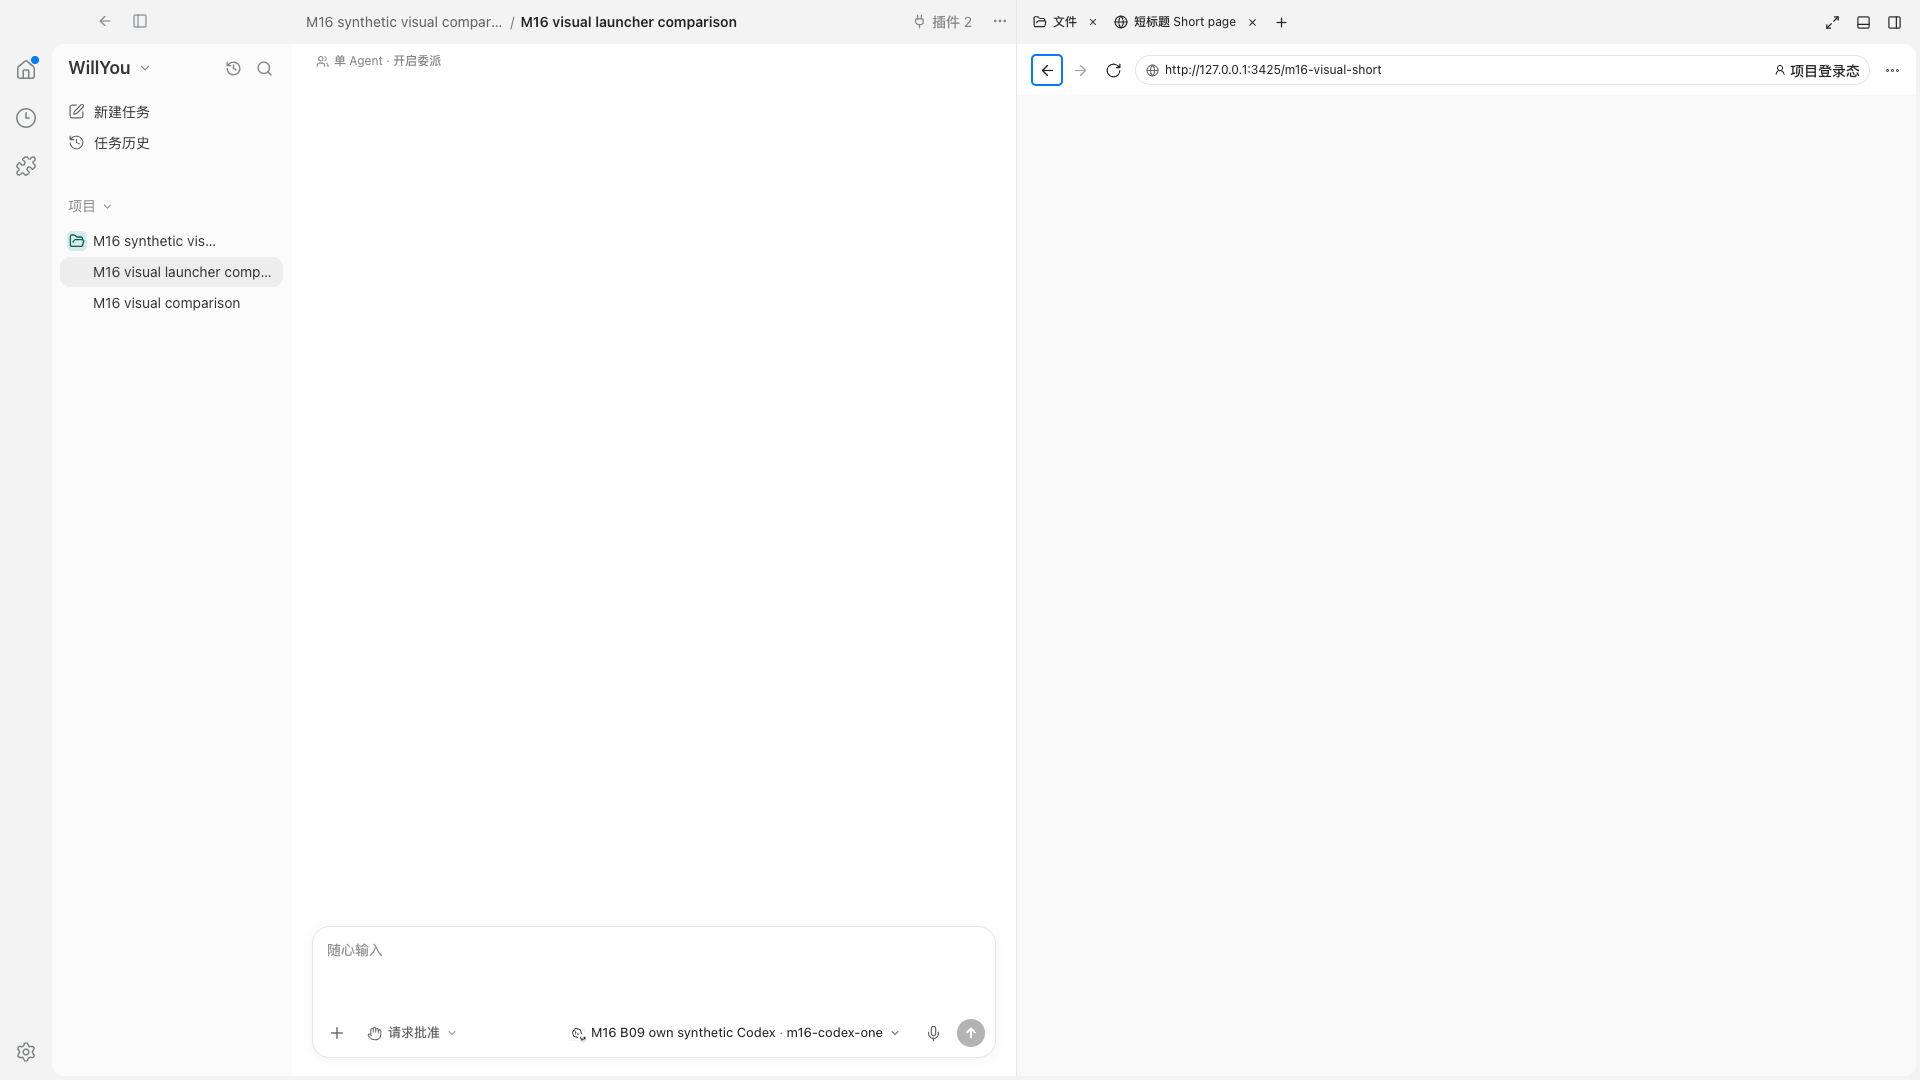 M16 synthetic visual compar... / M16 visual launcher comparison
插件 2
文件
短标题 Short page
WillYou
新建任务
任务历史
项目
M16 synthetic vis...
M16 visual launcher comp...
M16 visual comparison
单 Agent · 开启委派
http://127.0.0.1:3425/m16-visual-short
项目登录态
随心输入
请求批准
M16 B09 own synthetic Codex · m16-codex-one